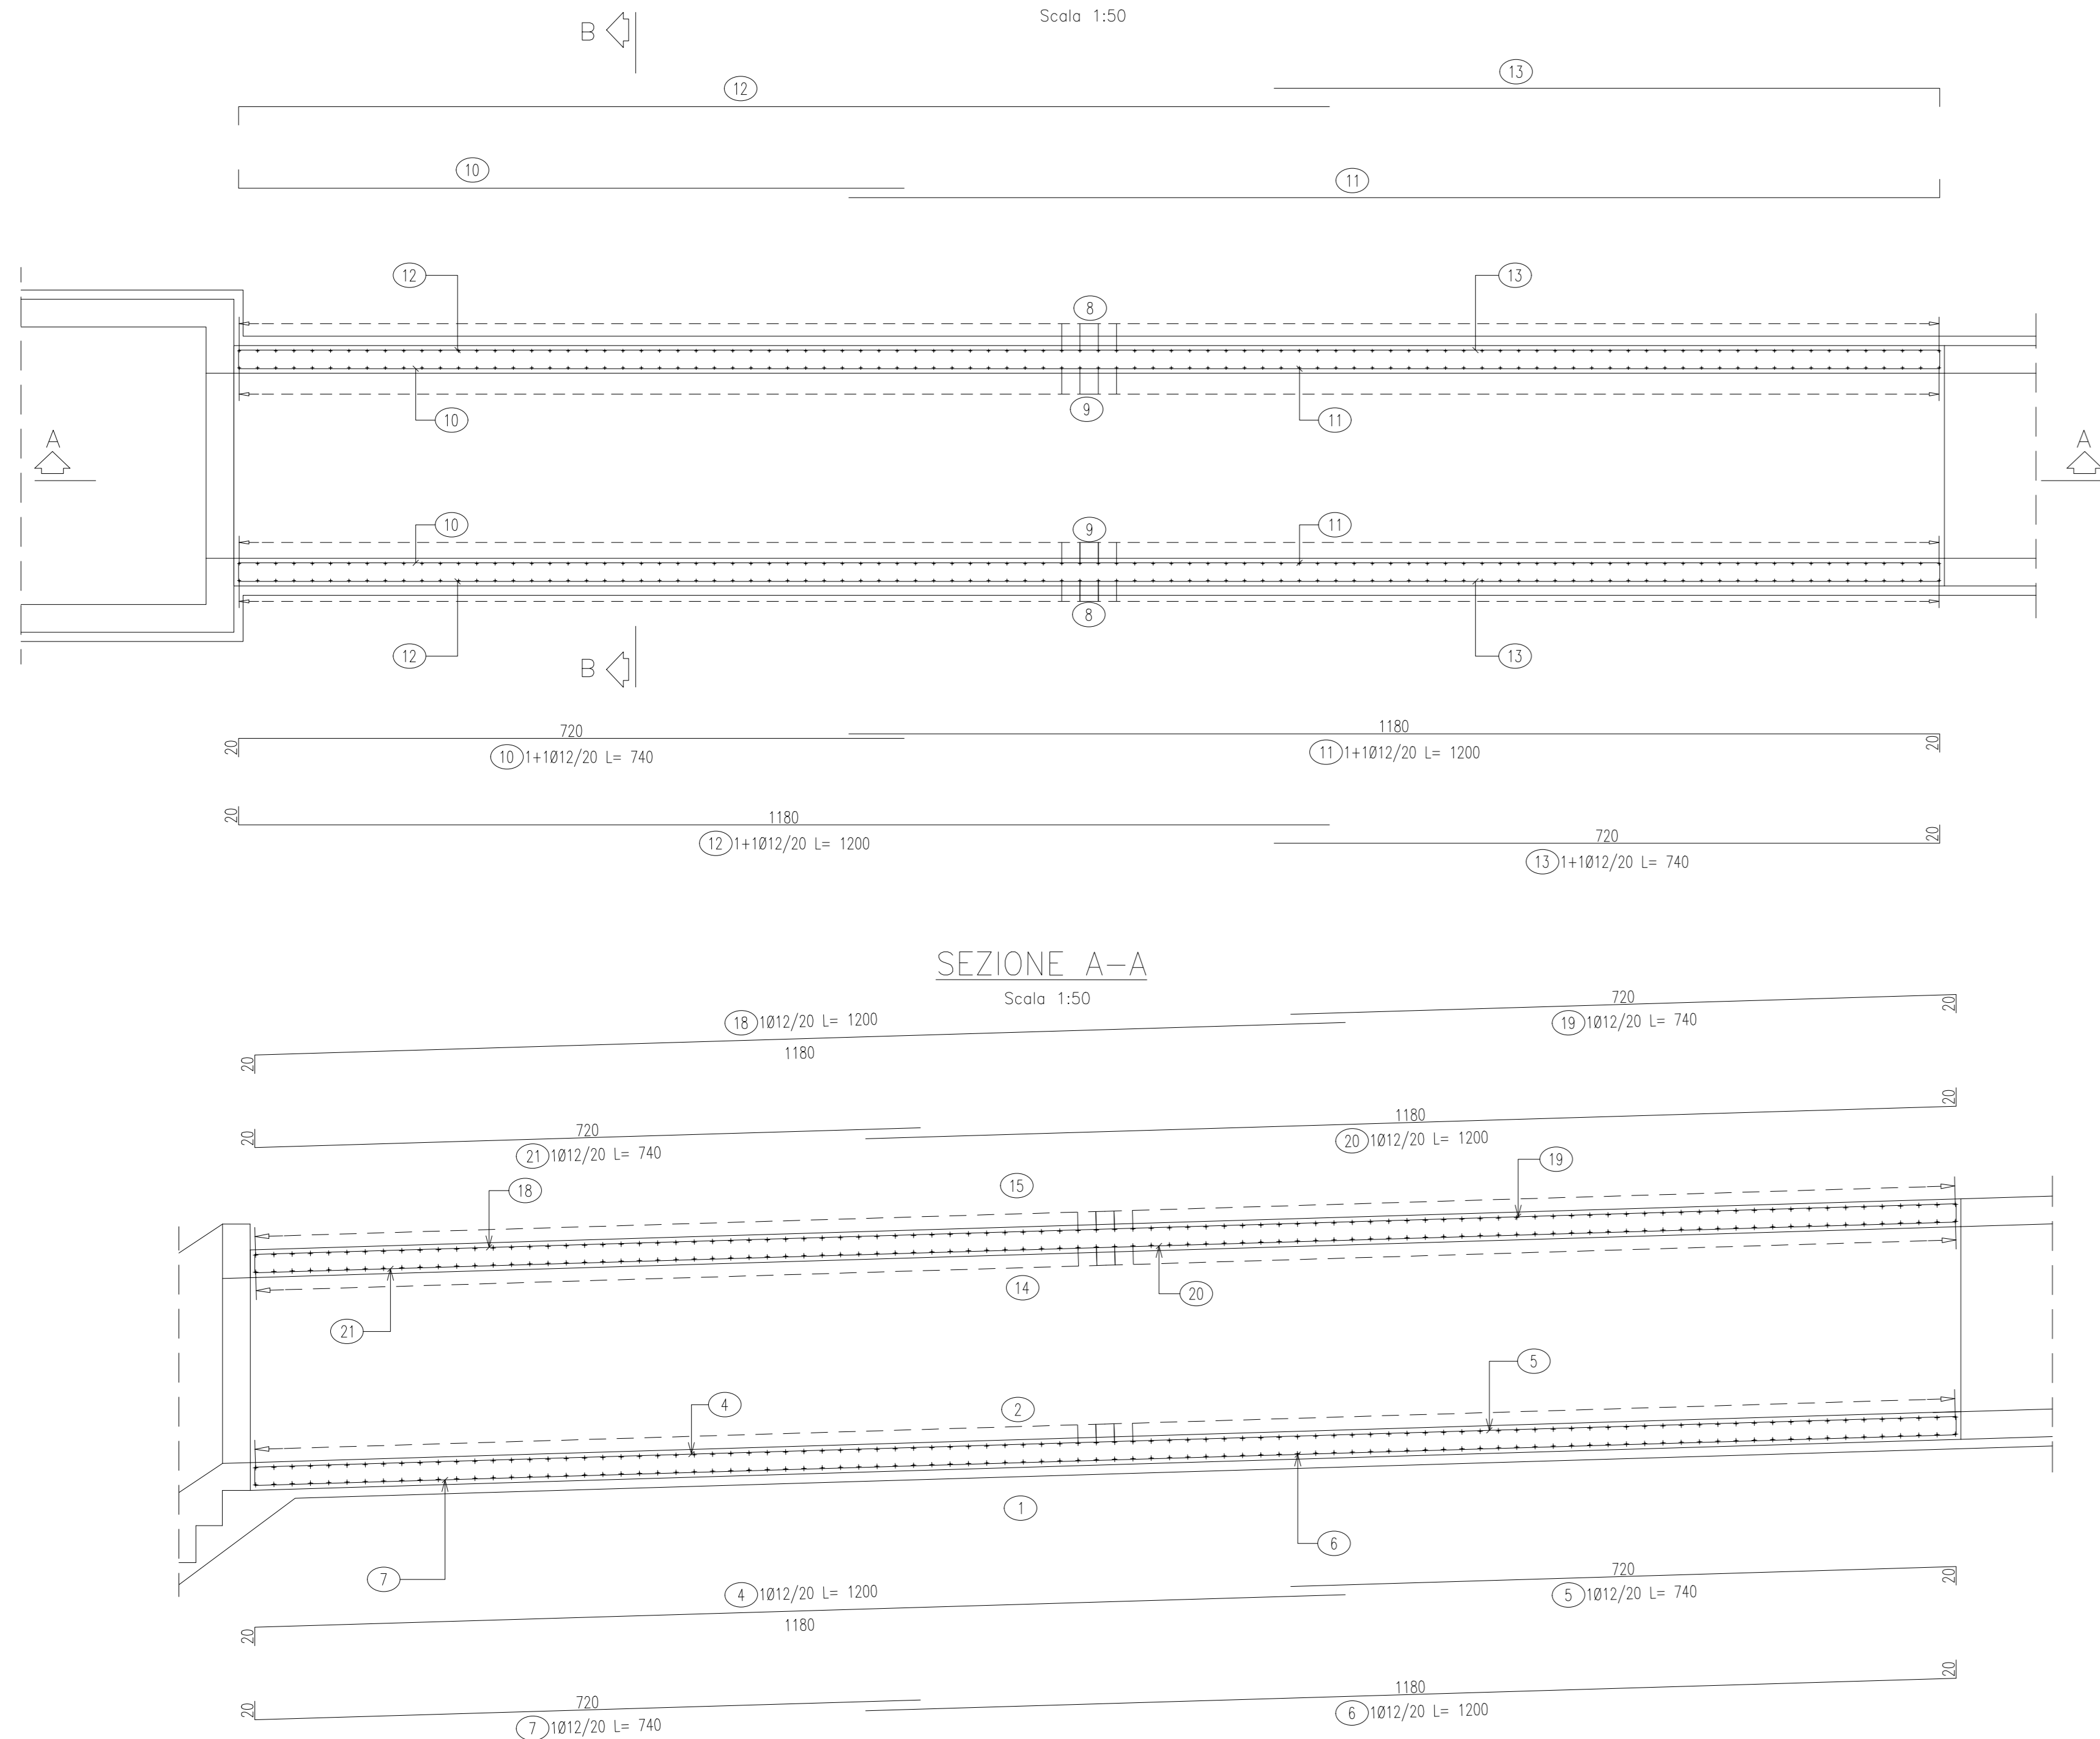 Scala 1:50
B
13
12
10
11
12
8
13
9
10
11
A
A
10
9
11
8
12
13
B
720
1180
20
20
10 1+1Ø12/20 L= 740
11 1+1Ø12/20 L= 1200
20
1180
20
12 1+1Ø12/20 L= 1200
720
13 1+1Ø12/20 L= 740
SEZIONE A-A
Scala 1:50
720
20
18 1Ø12/20 L= 1200
19 1Ø12/20 L= 740
20
1180
20
1180
720
20
20 1Ø12/20 L= 1200
21 1Ø12/20 L= 740
19
15
18
14
20
21
5
4
2
1
6
7
720
20
4 1Ø12/20 L= 1200
5 1Ø12/20 L= 740
20
1180
20
1180
720
20
6 1Ø12/20 L= 1200
7 1Ø12/20 L= 740